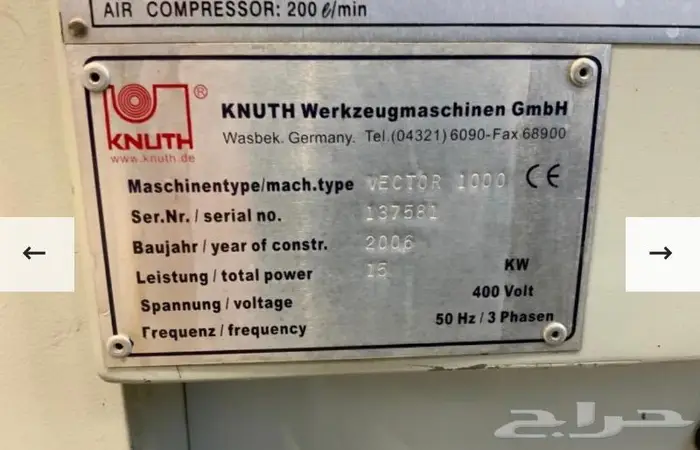 AIR COMPRESSOR: 200 ℓ/min
KNUTH ®
www.knuth.de
KNUTH Werkzeugmaschinen GmbH
Wasbek. Germany. Tel.(04321) 6090-Fax 68900
Maschinentype/mach.type VECTOR 1000 CE
Ser.Nr. / serial no. 137581
Baujahr / year of constr. 2006
Leistung / total power 15 KW
Spannung / voltage 400 Volt
Frequenz / frequency 50 Hz / 3 Phasen
حراج